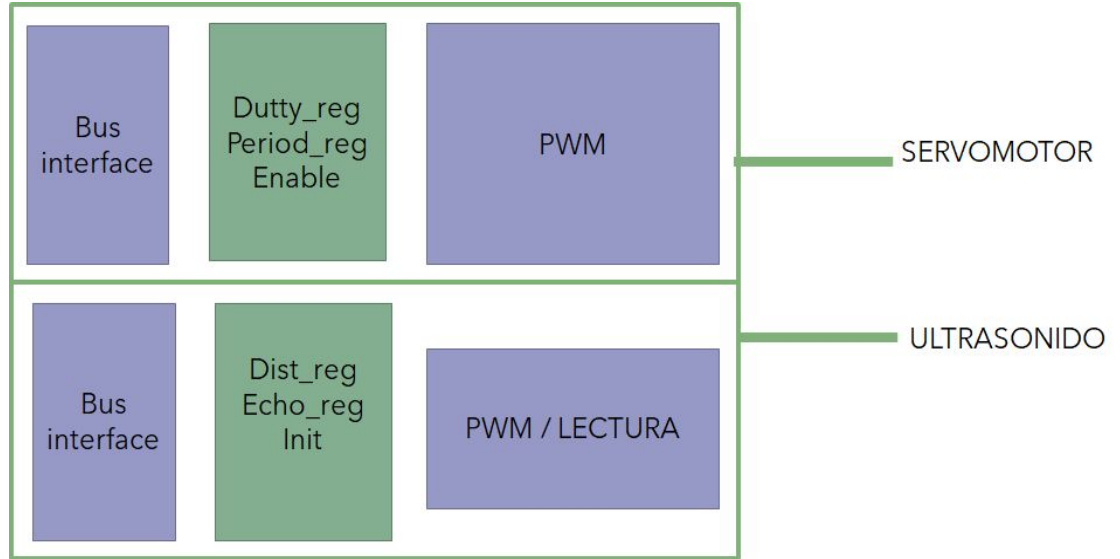 Bus
interface
Dutty_reg
Period_reg
Enable
PWM
SERVOMOTOR
Bus
interface
Dist_reg
Echo_reg
Init
PWM / LECTURA
ULTRASONIDO